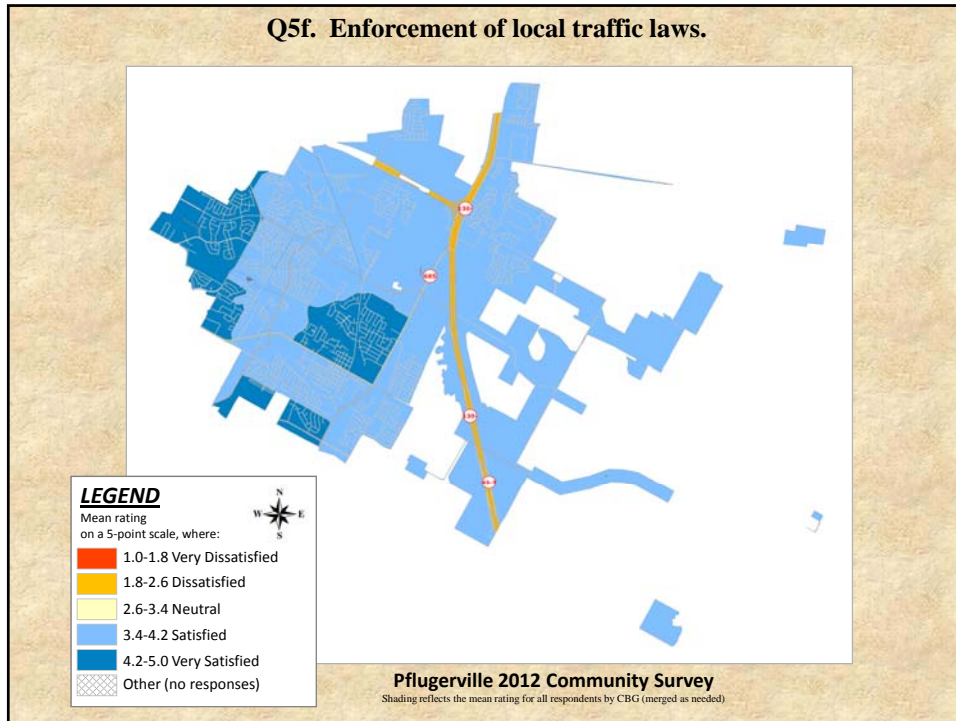 Q5f. Enforcement of local traffic laws.
130
685
130
LEGEND
Mean rating
on a 5-point scale, where:
1.0-1.8 Very Dissatisfied
1.8-2.6 Dissatisfied
2.6-3.4 Neutral
3.4-4.2 Satisfied
4.2-5.0 Very Satisfied
Other (no responses)
N
W E
S
Pflugerville 2012 Community Survey
Shading reflects the mean rating for all respondents by CBG (merged as needed)